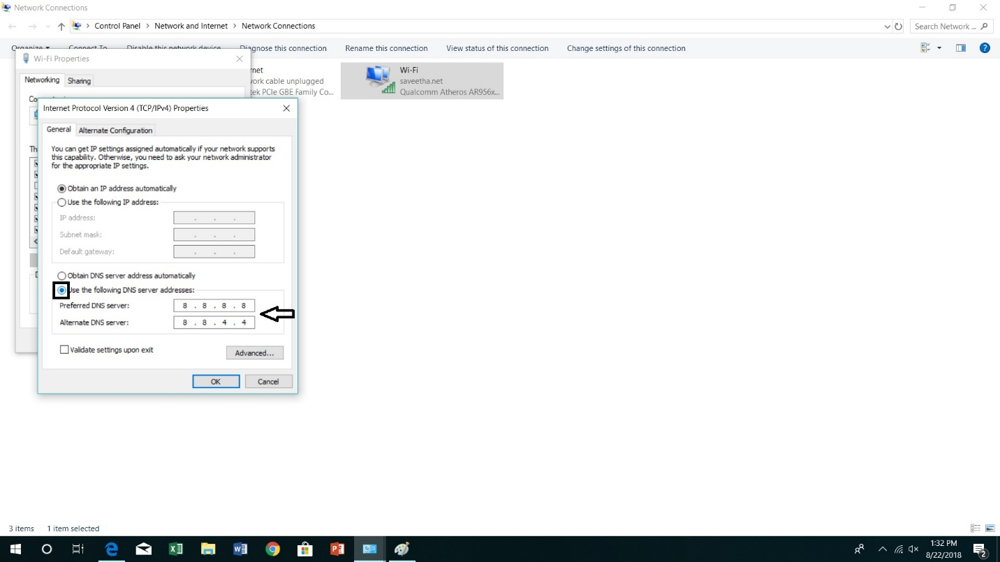 Network Connections
Control Panel > Network and Internet > Network Connections
Search Network ...
Organize Connect To Disable this network device Diagnose this connection Rename this connection View status of this connection Change settings of this connection
Wi-Fi Properties
Networking Sharing
Internet Protocol Version 4 (TCP/IPv4) Properties
General Alternate Configuration
You can get IP settings assigned automatically if your network supports
this capability. Otherwise, you need to ask your network administrator
for the appropriate IP settings.
Obtain an IP address automatically
Use the following IP address:
IP address: . . .
Subnet mask: . . .
Default gateway: . . .
Obtain DNS server address automatically
Use the following DNS server addresses:
Preferred DNS server: 8 . 8 . 8 . 8
Alternate DNS server: 8 . 8 . 4 . 4
Validate settings upon exit
Advanced...
OK Cancel
net
work cable unplugged
tek PCIe GBE Family Co...
Wi-Fi
saveetha.net
Qualcomm Atheros AR956x...
3 items 1 item selected
1:32 PM
8/22/2018
2